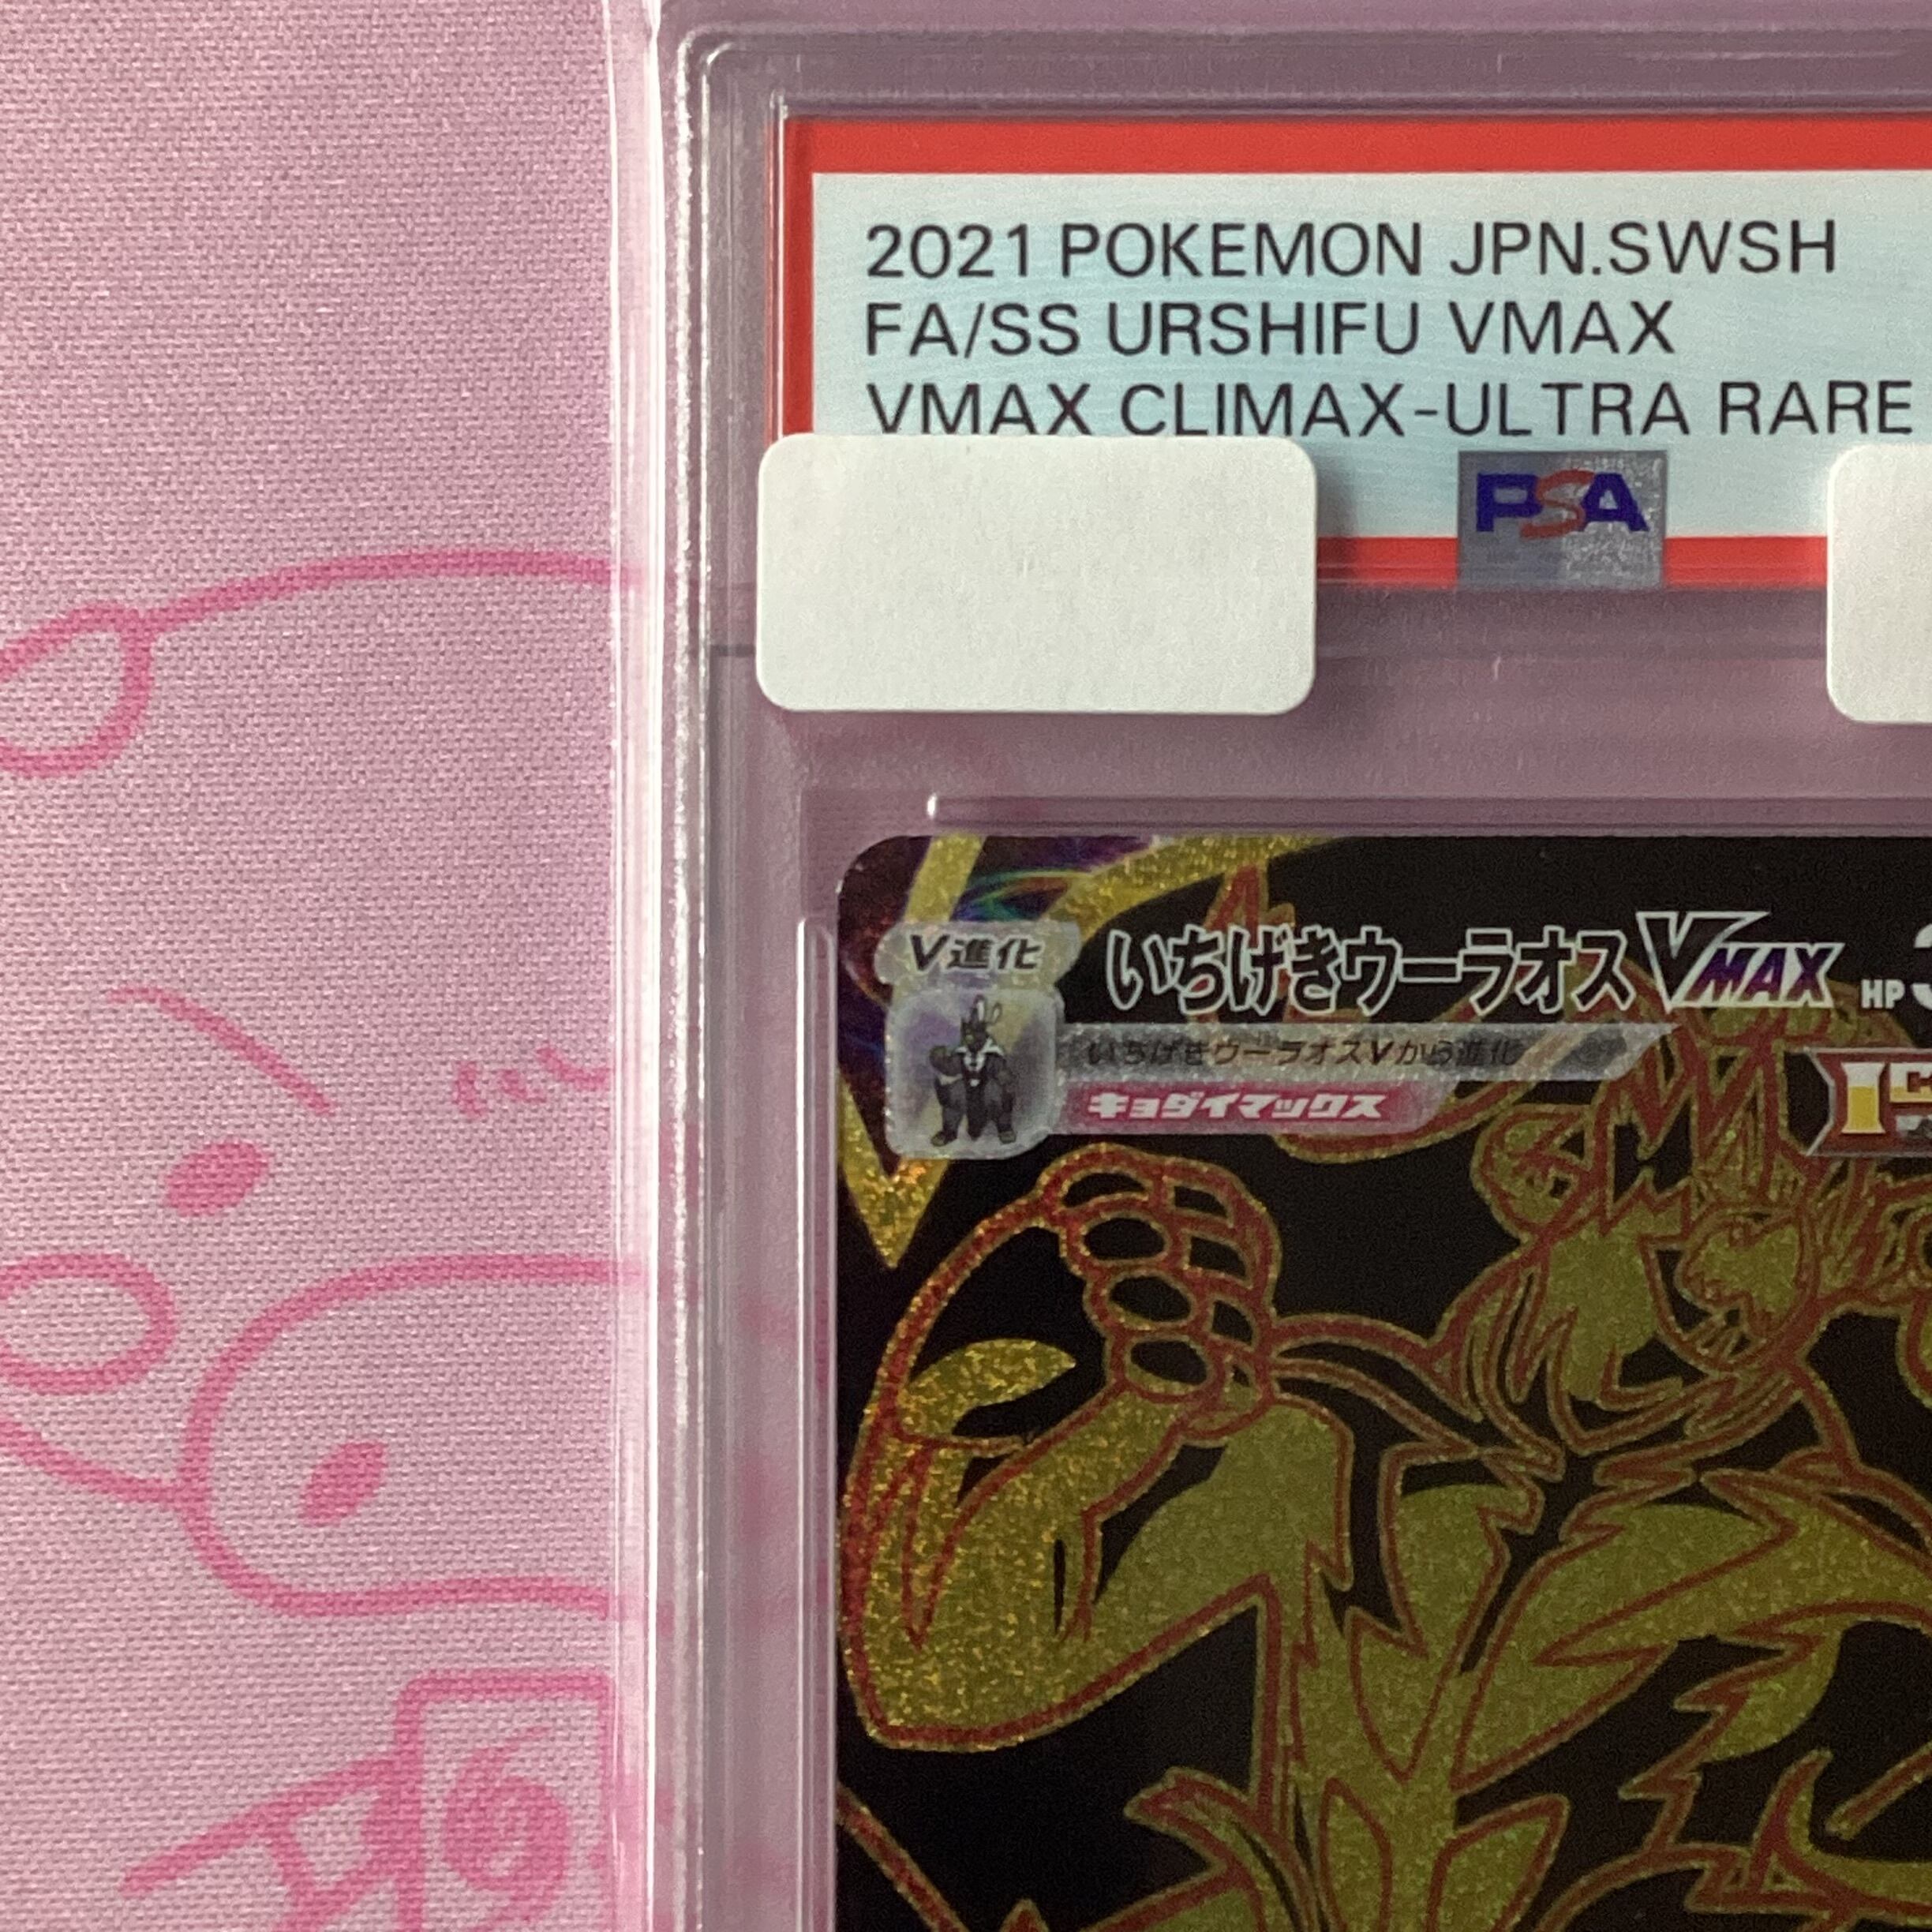 2021 POKEMON JPN.SWSH
FA/SS URSHIFU VMAX
VMAX CLIMAX-ULTRA RARE
PSA
V進化
いちげきウーラオスVMAX HP
いちげきウーラオスVから進化
キョダイマックス